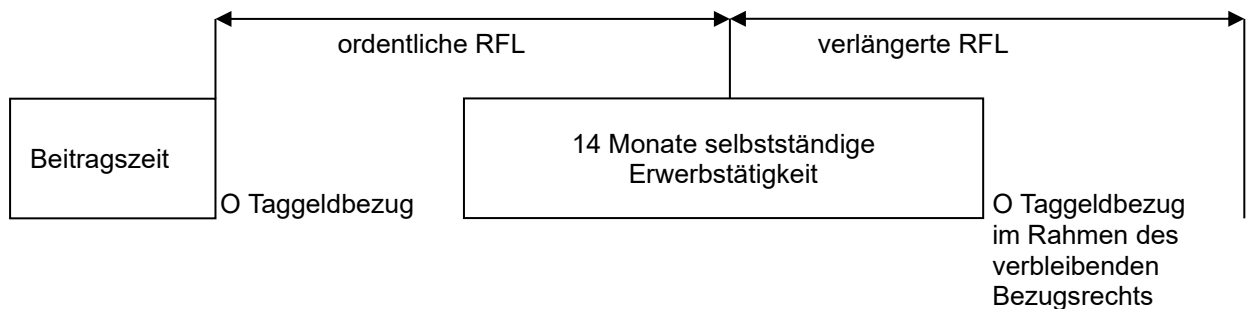 ordentliche RFL
verlängerte RFL
Beitragszeit
14 Monate selbstständige
Erwerbstätigkeit
O Taggeldbezug
O Taggeldbezug
im Rahmen des
verbleibenden
Bezugsrechts